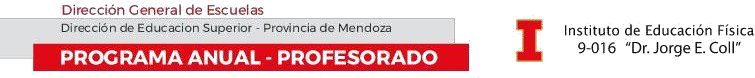 Dirección General de Escuelas
Dirección de Educacion Superior - Provincia de Mendoza
PROGRAMA ANUAL - PROFESORADO
I
Instituto de Educación Física
9-016 "Dr. Jorge E. Coll"